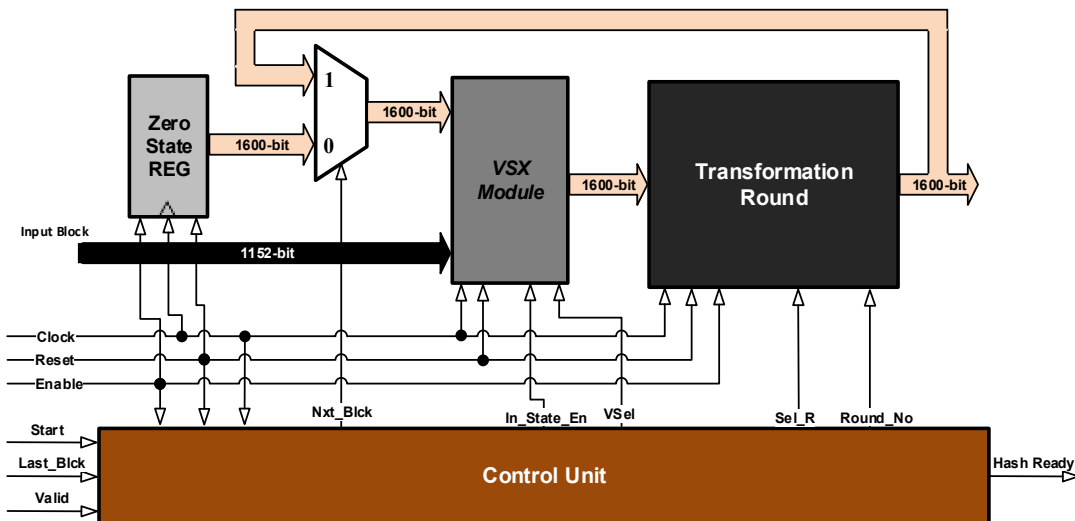 1
Zero
State
REG
1600-bit
0
1600-bit
VSX
Module
1600-bit
Transformation
Round
1600-bit
Input Block
1152-bit
Clock
Reset
Enable
Nxt_Blck
In_State_En
VSel
Sel_R
Round_No
Start
Last_Blck
Valid
Control Unit
Hash Ready